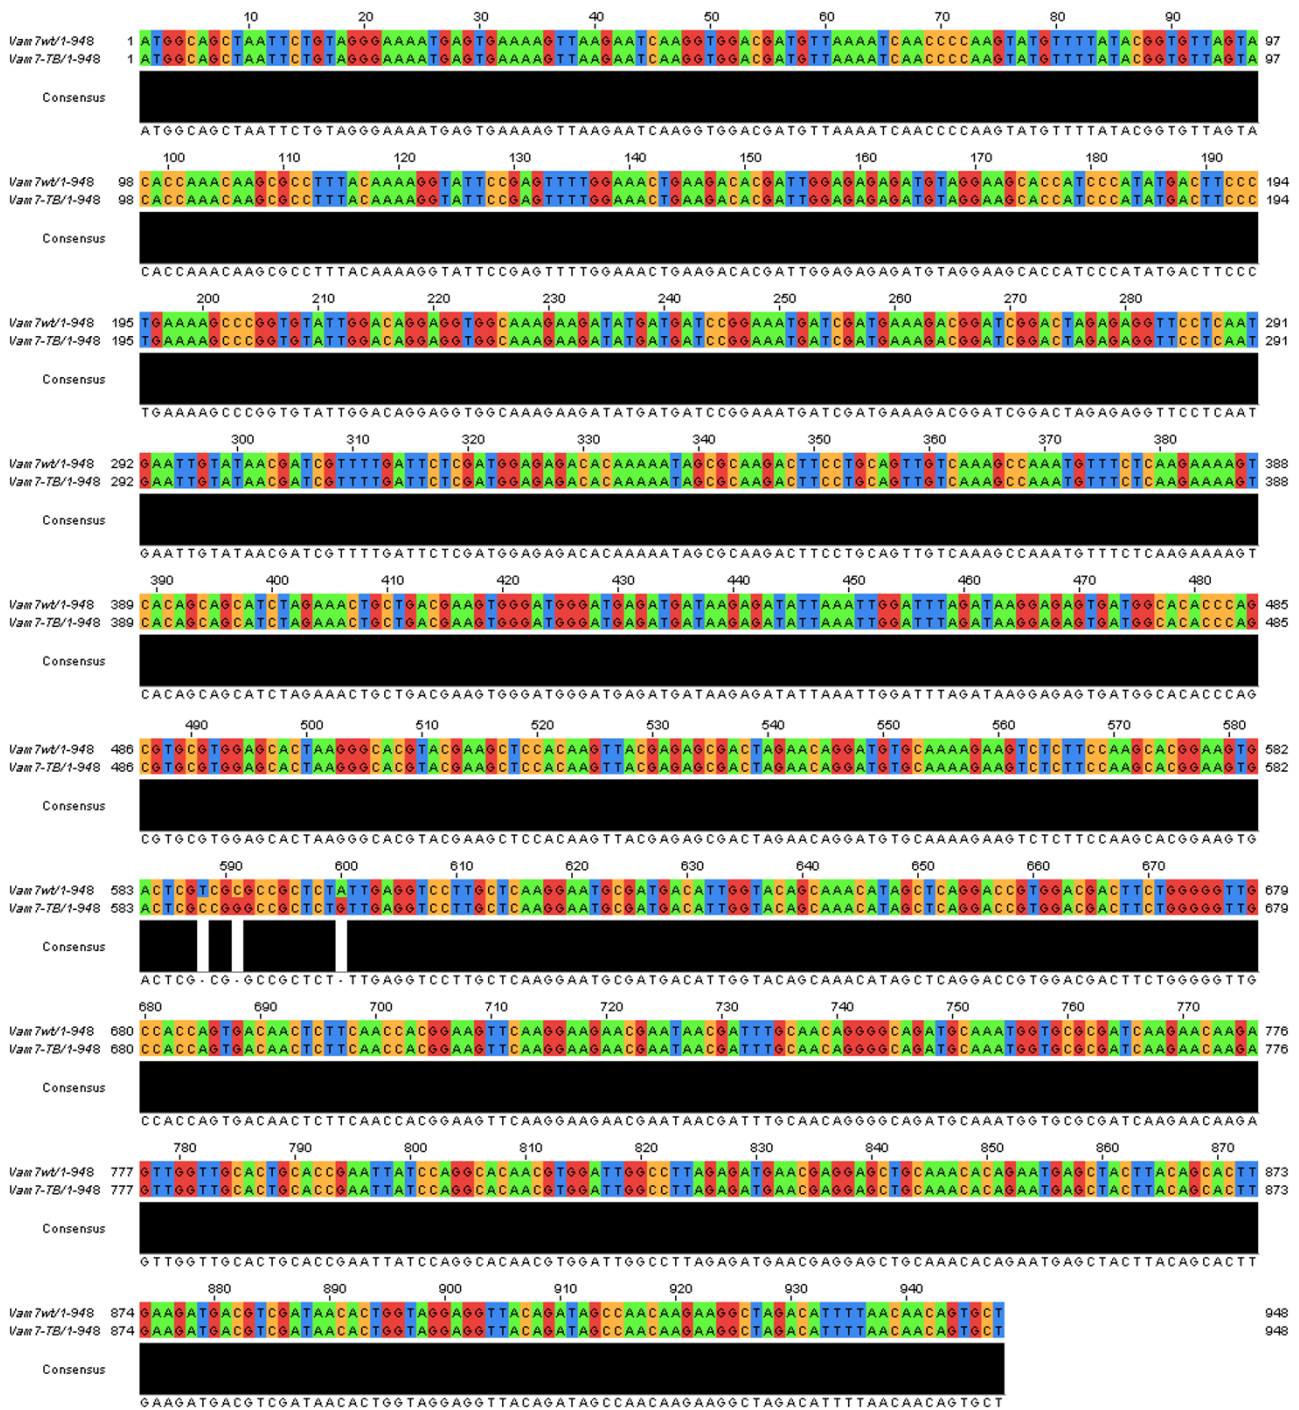 10 20 30 40 50 60 70 80 90
Vam7wt/1-948 1 ATGGCAGCTAATTCTGTAGGGAAAATGAGTGAAAAGTTAAGAATCAAGGTGGACGATGTTAAAATCAACCCCAAGTATGTTTTATACGGTGTTAGTA 97
Vam7-TB/1-948 1 ATGGCAGCTAATTCTGTAGGGAAAATGAGTGAAAAGTTAAGAATCAAGGTGGACGATGTTAAAATCAACCCCAAGTATGTTTTATACGGTGTTAGTA 97
Consensus
ATGGCAGCTAATTCTGTAGGGAAAATGAGTGAAAAGTTAAGAATCAAGGTGGACGATGTTAAAATCAACCCCAAGTATGTTTTATACGGTGTTAGTA
100 110 120 130 140 150 160 170 180 190
Vam7wt/1-948 98 CACCAAACAAGCGCCTTTACAAAAGGTATTCCGAGTTTTGGAAACTGAAGACACGATTGGAGAGAGATGTAGGAAGCACCATCCCATATGACTTCCC 194
Vam7-TB/1-948 98 CACCAAACAAGCGCCTTTACAAAAGGTATTCCGAGTTTTGGAAACTGAAGACACGATTGGAGAGAGATGTAGGAAGCACCATCCCATATGACTTCCC 194
Consensus
CACCAAACAAGCGCCTTTACAAAAGGTATTCCGAGTTTTGGAAACTGAAGACACGATTGGAGAGAGATGTAGGAAGCACCATCCCATATGACTTCCC
200 210 220 230 240 250 260 270 280
Vam7wt/1-948 195 TGAAAAGCCCGGTGTATTGGACAGGAGGTGGCAAAGAAGATATGATGATCCGGAAATGATCGATGAAAGACGGATCGGACTAGAGAGGTTCCTCAAT 291
Vam7-TB/1-948 195 TGAAAAGCCCGGTGTATTGGACAGGAGGTGGCAAAGAAGATATGATGATCCGGAAATGATCGATGAAAGACGGATCGGACTAGAGAGGTTCCTCAAT 291
Consensus
TGAAAAGCCCGGTGTATTGGACAGGAGGTGGCAAAGAAGATATGATGATCCGGAAATGATCGATGAAAGACGGATCGGACTAGAGAGGTTCCTCAAT
300 310 320 330 340 350 360 370 380
Vam7wt/1-948 292 GAATTGTATAACGATCGTTTTGATTCTCGATGGAGAGACACAAAAATAGCGCAAGACTTCCTGCAGTTGTCAAAGCCAAATGTTTCTCAAGAAAAGT 388
Vam7-TB/1-948 292 GAATTGTATAACGATCGTTTTGATTCTCGATGGAGAGACACAAAAATAGCGCAAGACTTCCTGCAGTTGTCAAAGCCAAATGTTTCTCAAGAAAAGT 388
Consensus
GAATTGTATAACGATCGTTTTGATTCTCGATGGAGAGACACAAAAATAGCGCAAGACTTCCTGCAGTTGTCAAAGCCAAATGTTTCTCAAGAAAAGT
390 400 410 420 430 440 450 460 470 480
Vam7wt/1-948 389 CACAGCAGCATCTAGAAACTGCTGACGAAGTGGGATGGGATGAGATGATAAGAGATATTAAATTGGATTTAGATAAGGAGAGTGATGGCACACCCAG 485
Vam7-TB/1-948 389 CACAGCAGCATCTAGAAACTGCTGACGAAGTGGGATGGGATGAGATGATAAGAGATATTAAATTGGATTTAGATAAGGAGAGTGATGGCACACCCAG 485
Consensus
CACAGCAGCATCTAGAAACTGCTGACGAAGTGGGATGGGATGAGATGATAAGAGATATTAAATTGGATTTAGATAAGGAGAGTGATGGCACACCCAG
490 500 510 520 530 540 550 560 570 580
Vam7wt/1-948 486 CGTGCGTGGAGCACTAAGGGCACGTACGAAGCTCCACAAGTTACGAGAGCGACTAGAACAGGATGTGCAAAAGAAGTCTCTTCCAAGCACGGAAGTG 582
Vam7-TB/1-948 486 CGTGCGTGGAGCACTAAGGGCACGTACGAAGCTCCACAAGTTACGAGAGCGACTAGAACAGGATGTGCAAAAGAAGTCTCTTCCAAGCACGGAAGTG 582
Consensus
CGTGCGTGGAGCACTAAGGGCACGTACGAAGCTCCACAAGTTACGAGAGCGACTAGAACAGGATGTGCAAAAGAAGTCTCTTCCAAGCACGGAAGTG
590 600 610 620 630 640 650 660 670
Vam7wt/1-948 583 ACTCGTCGCGCCGCTCTATTGAGGTCCTTGCTCAAGGAATGCGATGACATTGGTACAGCAAACATAGCTCAGGACCGTGGACGACTTCTGGGGGTTG 679
Vam7-TB/1-948 583 ACTCGCCGGGCCGCTCTGTTGAGGTCCTTGCTCAAGGAATGCGATGACATTGGTACAGCAAACATAGCTCAGGACCGTGGACGACTTCTGGGGGTTG 679
Consensus
ACTCG-CG-GCCGCTCT-TTGAGGTCCTTGCTCAAGGAATGCGATGACATTGGTACAGCAAACATAGCTCAGGACCGTGGACGACTTCTGGGGGTTG
680 690 700 710 720 730 740 750 760 770
Vam7wt/1-948 680 CCACCAGTGACAACTCTTCAACCACGGAAGTTCAAGGAAGAACGAATAACGATTTGCAACAGGGGCAGATGCAAATGGTGCGCGATCAAGAACAAGA 776
Vam7-TB/1-948 680 CCACCAGTGACAACTCTTCAACCACGGAAGTTCAAGGAAGAACGAATAACGATTTGCAACAGGGGCAGATGCAAATGGTGCGCGATCAAGAACAAGA 776
Consensus
CCACCAGTGACAACTCTTCAACCACGGAAGTTCAAGGAAGAACGAATAACGATTTGCAACAGGGGCAGATGCAAATGGTGCGCGATCAAGAACAAGA
780 790 800 810 820 830 840 850 860 870
Vam7wt/1-948 777 GTTGGTTGCACTGCACCGAATTATCCAGGCACAACGTGGATTGGCCTTAGAGATGAACGAGGAGCTGCAAACACAGAATGAGCTACTTACAGCACTT 873
Vam7-TB/1-948 777 GTTGGTTGCACTGCACCGAATTATCCAGGCACAACGTGGATTGGCCTTAGAGATGAACGAGGAGCTGCAAACACAGAATGAGCTACTTACAGCACTT 873
Consensus
GTTGGTTGCACTGCACCGAATTATCCAGGCACAACGTGGATTGGCCTTAGAGATGAACGAGGAGCTGCAAACACAGAATGAGCTACTTACAGCACTT
880 890 900 910 920 930 940
Vam7wt/1-948 874 GAAGATGACGTCGATAACACTGGTAGGAGGTTACAGATAGCCAACAAGAAGGCTAGACATTTTAACAACAGTGCT 948
Vam7-TB/1-948 874 GAAGATGACGTCGATAACACTGGTAGGAGGTTACAGATAGCCAACAAGAAGGCTAGACATTTTAACAACAGTGCT 948
Consensus
GAAGATGACGTCGATAACACTGGTAGGAGGTTACAGATAGCCAACAAGAAGGCTAGACATTTTAACAACAGTGCT